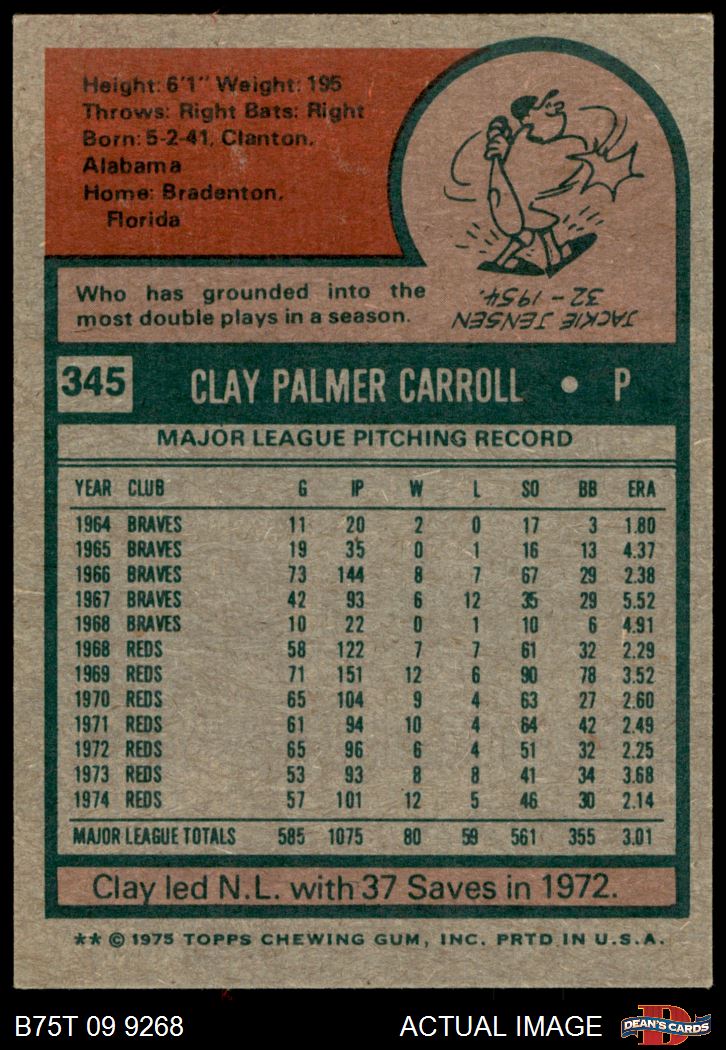 Height: 6'1" Weight: 195
Throws: Right Bats: Right
Born: 5-2-41, Clanton,
Alabama
Home: Bradenton,
Florida
Who has grounded into the
most double plays in a season.
JACKIE JENSEN
32 - 1954.
345 CLAY PALMER CARROLL • P
MAJOR LEAGUE PITCHING RECORD
YEAR CLUB G IP W L SO BB ERA
1964 BRAVES 11 20 2 0 17 3 1.80
1965 BRAVES 19 35 0 1 16 13 4.37
1966 BRAVES 73 144 8 7 67 29 2.38
1967 BRAVES 42 93 6 12 35 29 5.52
1968 BRAVES 10 22 0 1 10 6 4.91
1968 REDS 58 122 7 7 61 32 2.29
1969 REDS 71 151 12 6 90 78 3.52
1970 REDS 65 104 9 4 63 27 2.60
1971 REDS 61 94 10 4 64 42 2.49
1972 REDS 65 96 6 4 51 32 2.25
1973 REDS 53 93 8 8 41 34 3.68
1974 REDS 57 101 12 5 46 30 2.14
MAJOR LEAGUE TOTALS 585 1075 80 59 561 355 3.01
Clay led N.L. with 37 Saves in 1972.
** © 1975 TOPPS CHEWING GUM, INC. PRTD IN U.S.A.
B75T 09 9268 ACTUAL IMAGE D DEAN'S CARDS